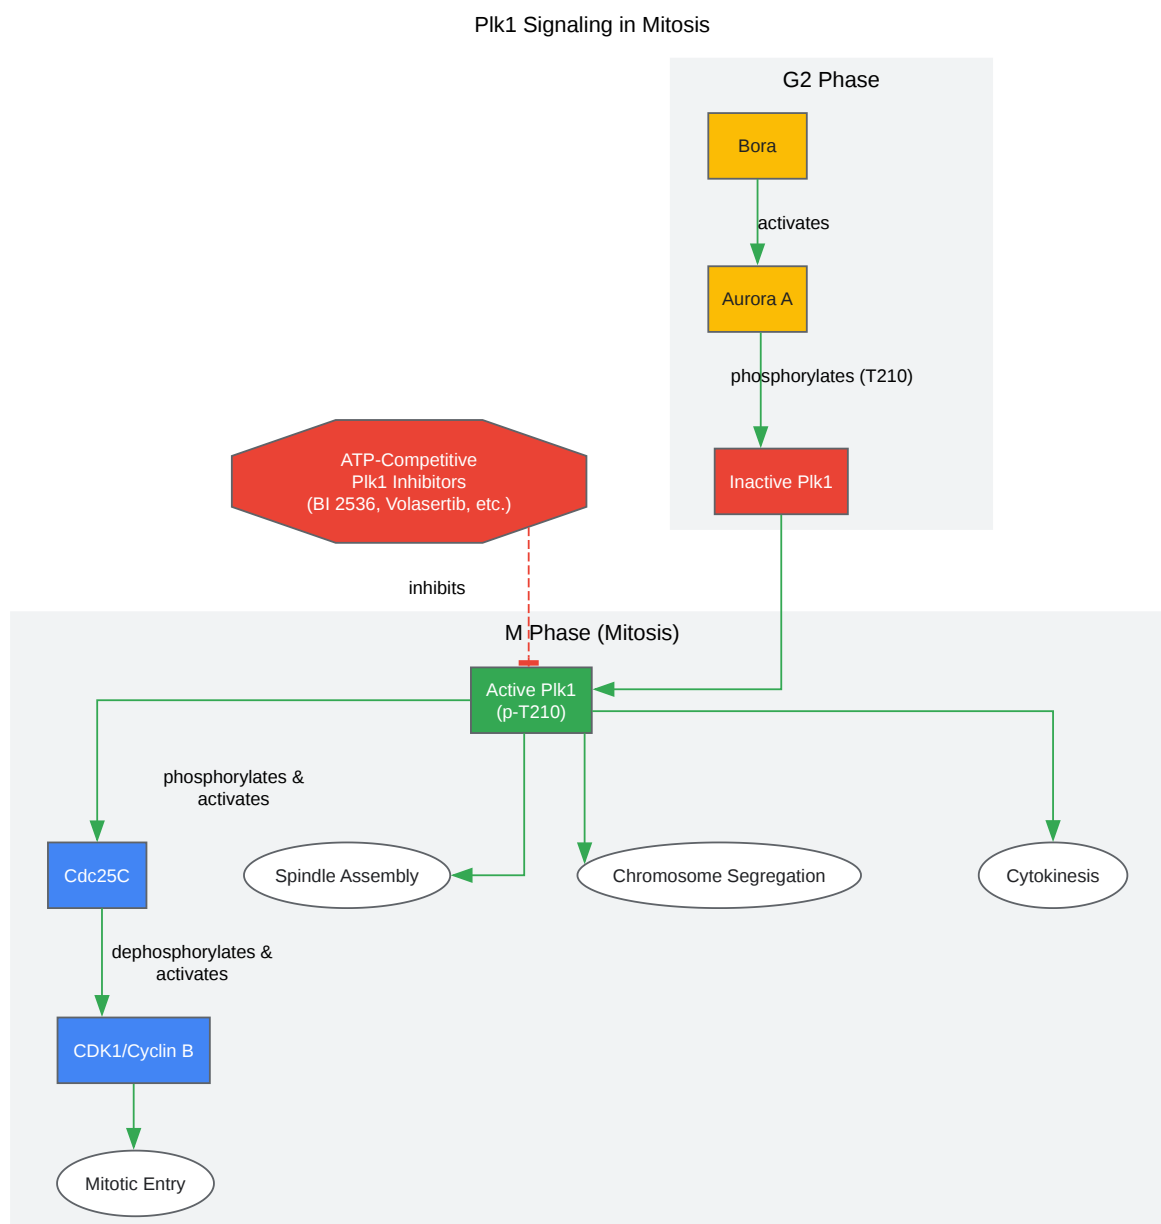 Plk1 Signaling in Mitosis
G2 Phase
Bora
activates
Aurora A
phosphorylates (T210)
ATP-Competitive
Plk1 Inhibitors
(BI 2536, Volasertib, etc.)
Inactive Plk1
inhibits
M Phase (Mitosis)
Active Plk1
(p-T210)
phosphorylates &
activates
Cdc25C
Spindle Assembly
Chromosome Segregation
Cytokinesis
dephosphorylates &
activates
CDK1/Cyclin B
Mitotic Entry